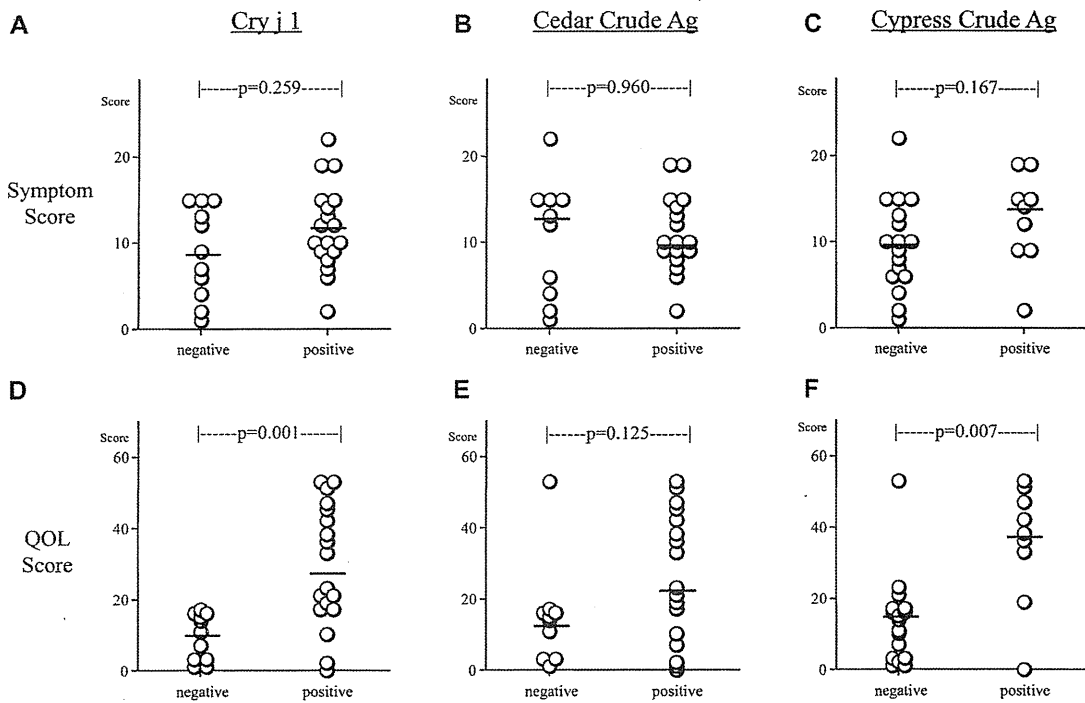 A
Cry j 1
B
Cedar Crude Ag
C
Cypress Crude Ag
Symptom
Score
Score
|------p=0.259------|
20
10
0
negative
positive
Score
|------p=0.960------|
20
10
0
negative
positive
Score
|------p=0.167------|
20
10
0
negative
positive
D
E
F
QOL
Score
Score
|------p=0.001------|
60
40
20
0
negative
positive
Score
|------p=0.125------|
60
40
20
0
negative
positive
Score
|------p=0.007------|
60
40
20
0
negative
positive